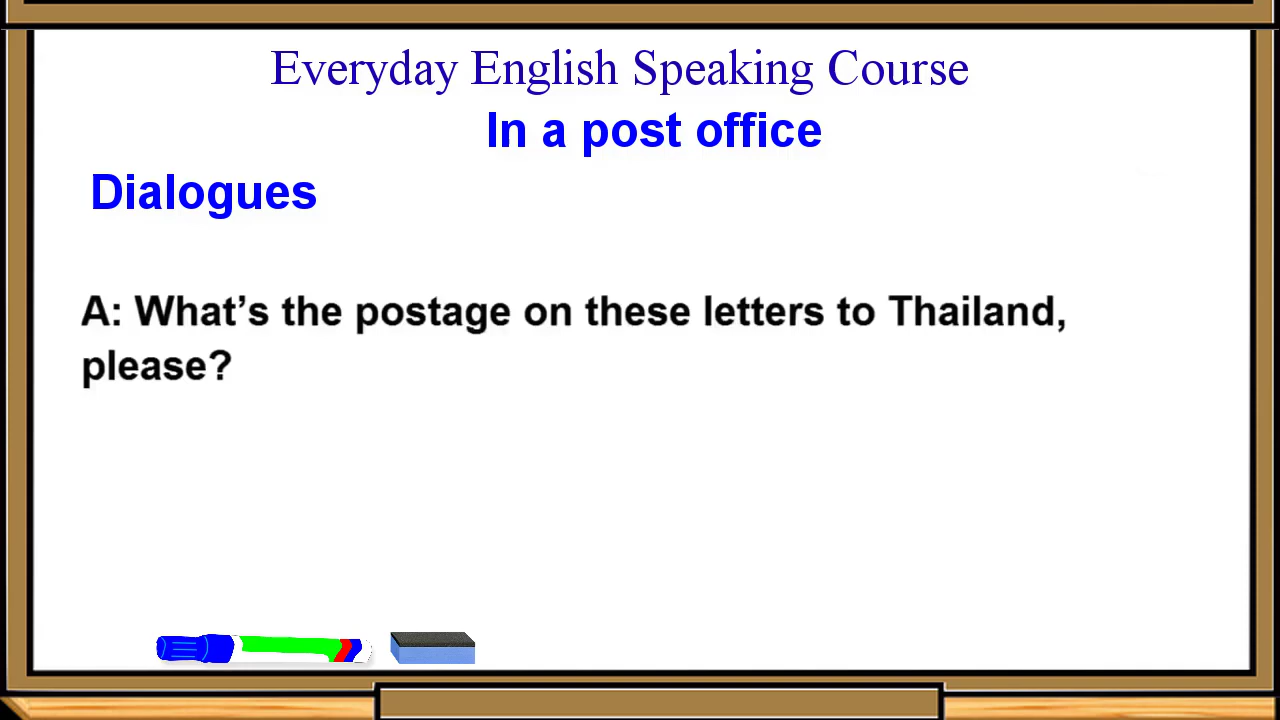 Everyday English Speaking Course
In a post office
Dialogues
A: What’s the postage on these letters to Thailand,
please?